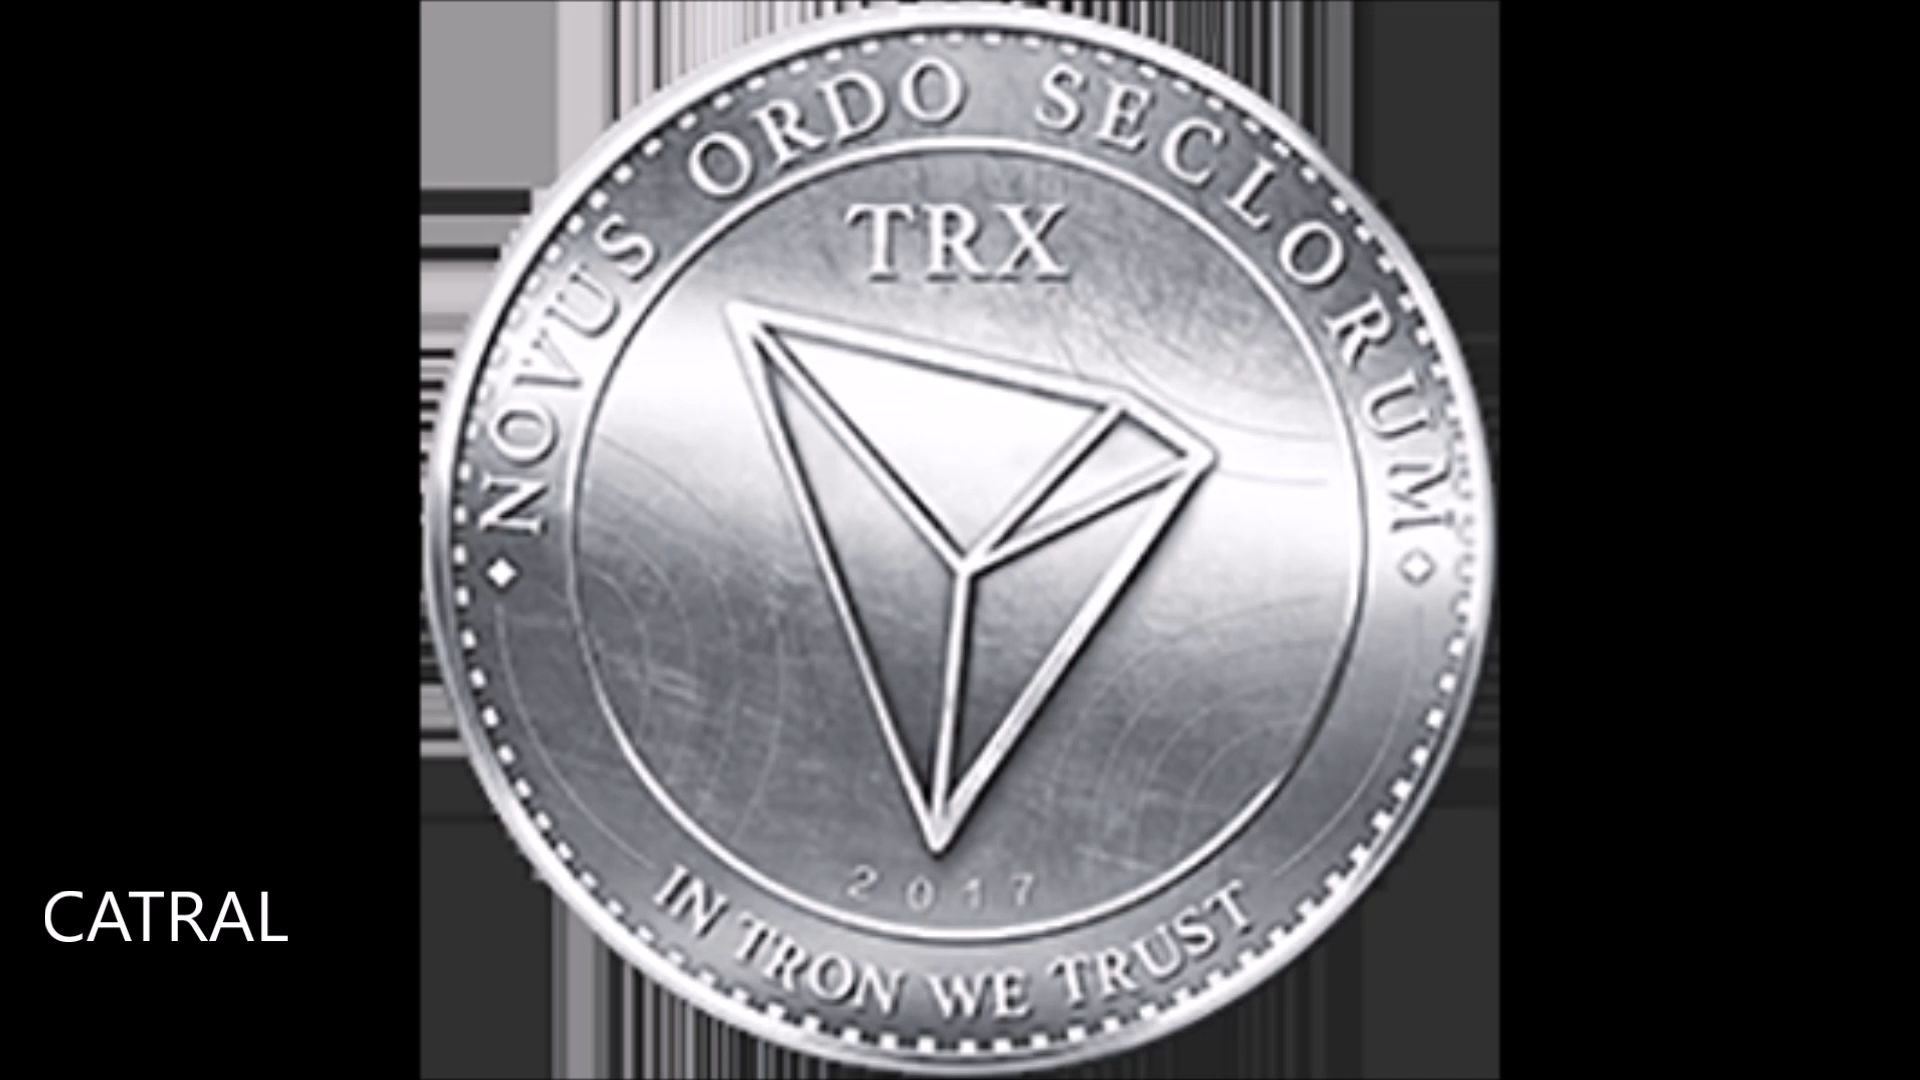 NOVUS ORDO SECLORUM
TRX
2017
IN TRON WE TRUST
CATRAL